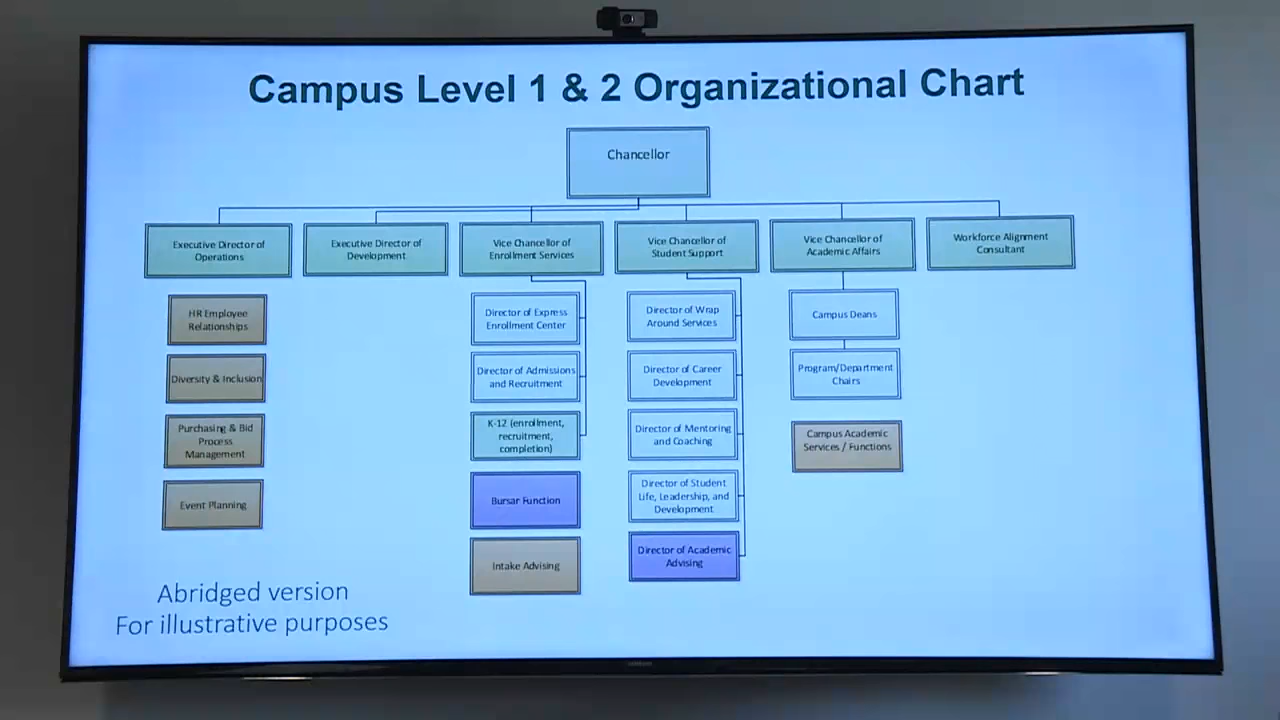 Campus Level 1 & 2 Organizational Chart
Chancellor
Executive Director of
Operations
Executive Director of
Development
Vice Chancellor of
Enrollment Services
Vice Chancellor of
Student Support
Vice Chancellor of
Academic Affairs
Workforce Alignment
Consultant
HR Employee
Relationships
Diversity & Inclusion
Purchasing & Bid
Process
Management
Event Planning
Director of Express
Enrollment Center
Director of Admissions
and Recruitment
K-12 (enrollment,
recruitment,
completion)
Bursar Function
Intake Advising
Director of Wrap
Around Services
Director of Career
Development
Director of Mentoring
and Coaching
Director of Student
Life, Leadership, and
Development
Director of Academic
Advising
Campus Deans
Program/Department
Chairs
Campus Academic
Services / Functions
Abridged version
For illustrative purposes